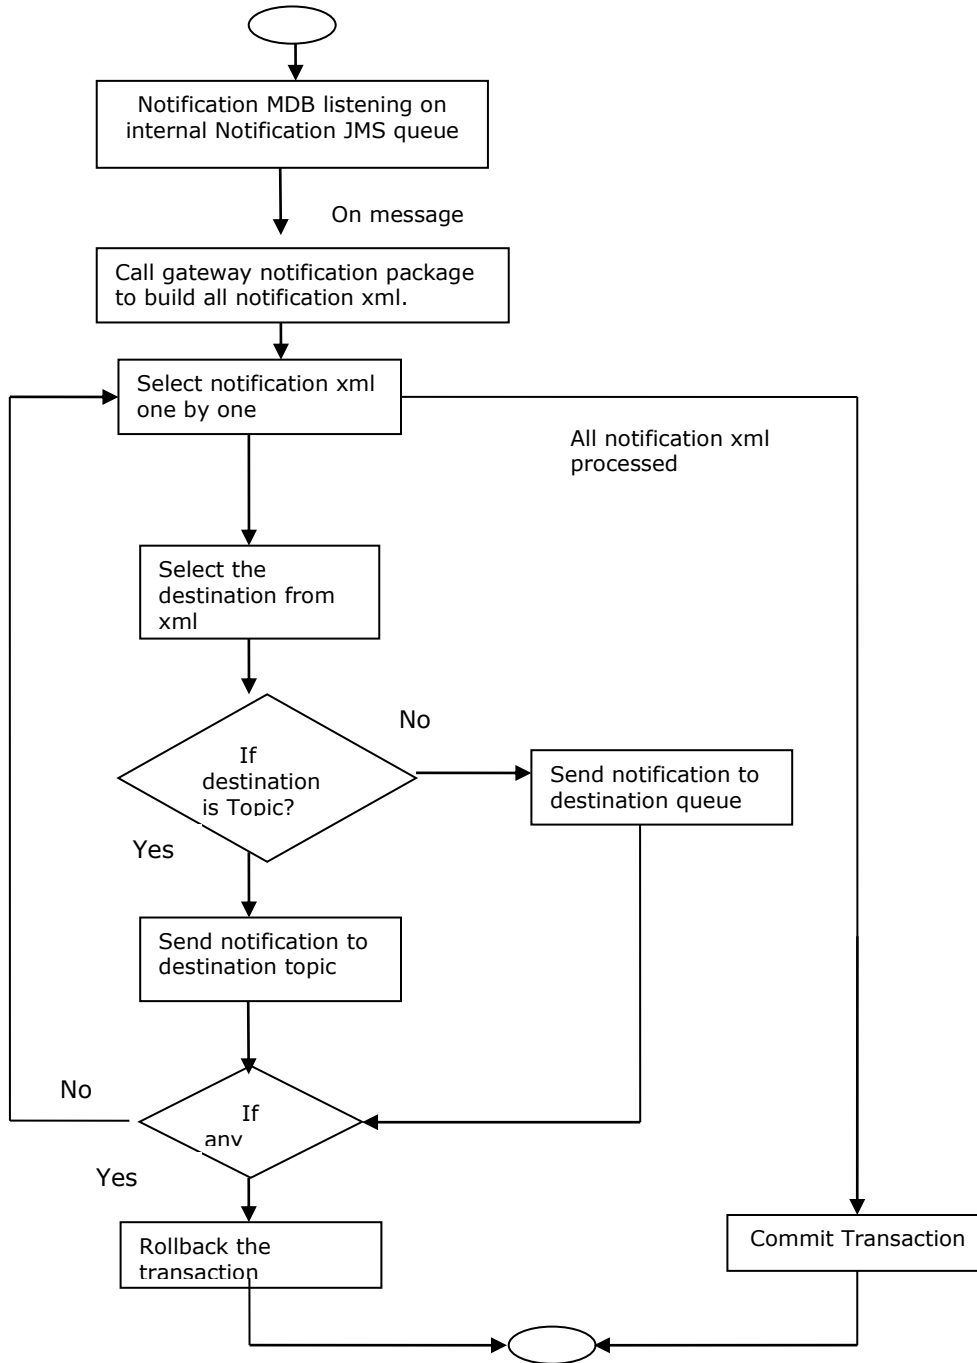 Notification MDB listening on
internal Notification JMS queue
On message
Call gateway notification package
to build all notification xml.
Select notification xml
one by one
All notification xml
processed
Select the
destination from
xml
No
If
destination
is Topic?
Send notification to
destination queue
Yes
Send notification to
destination topic
No
If
any
Yes
Rollback the
transaction
Commit Transaction